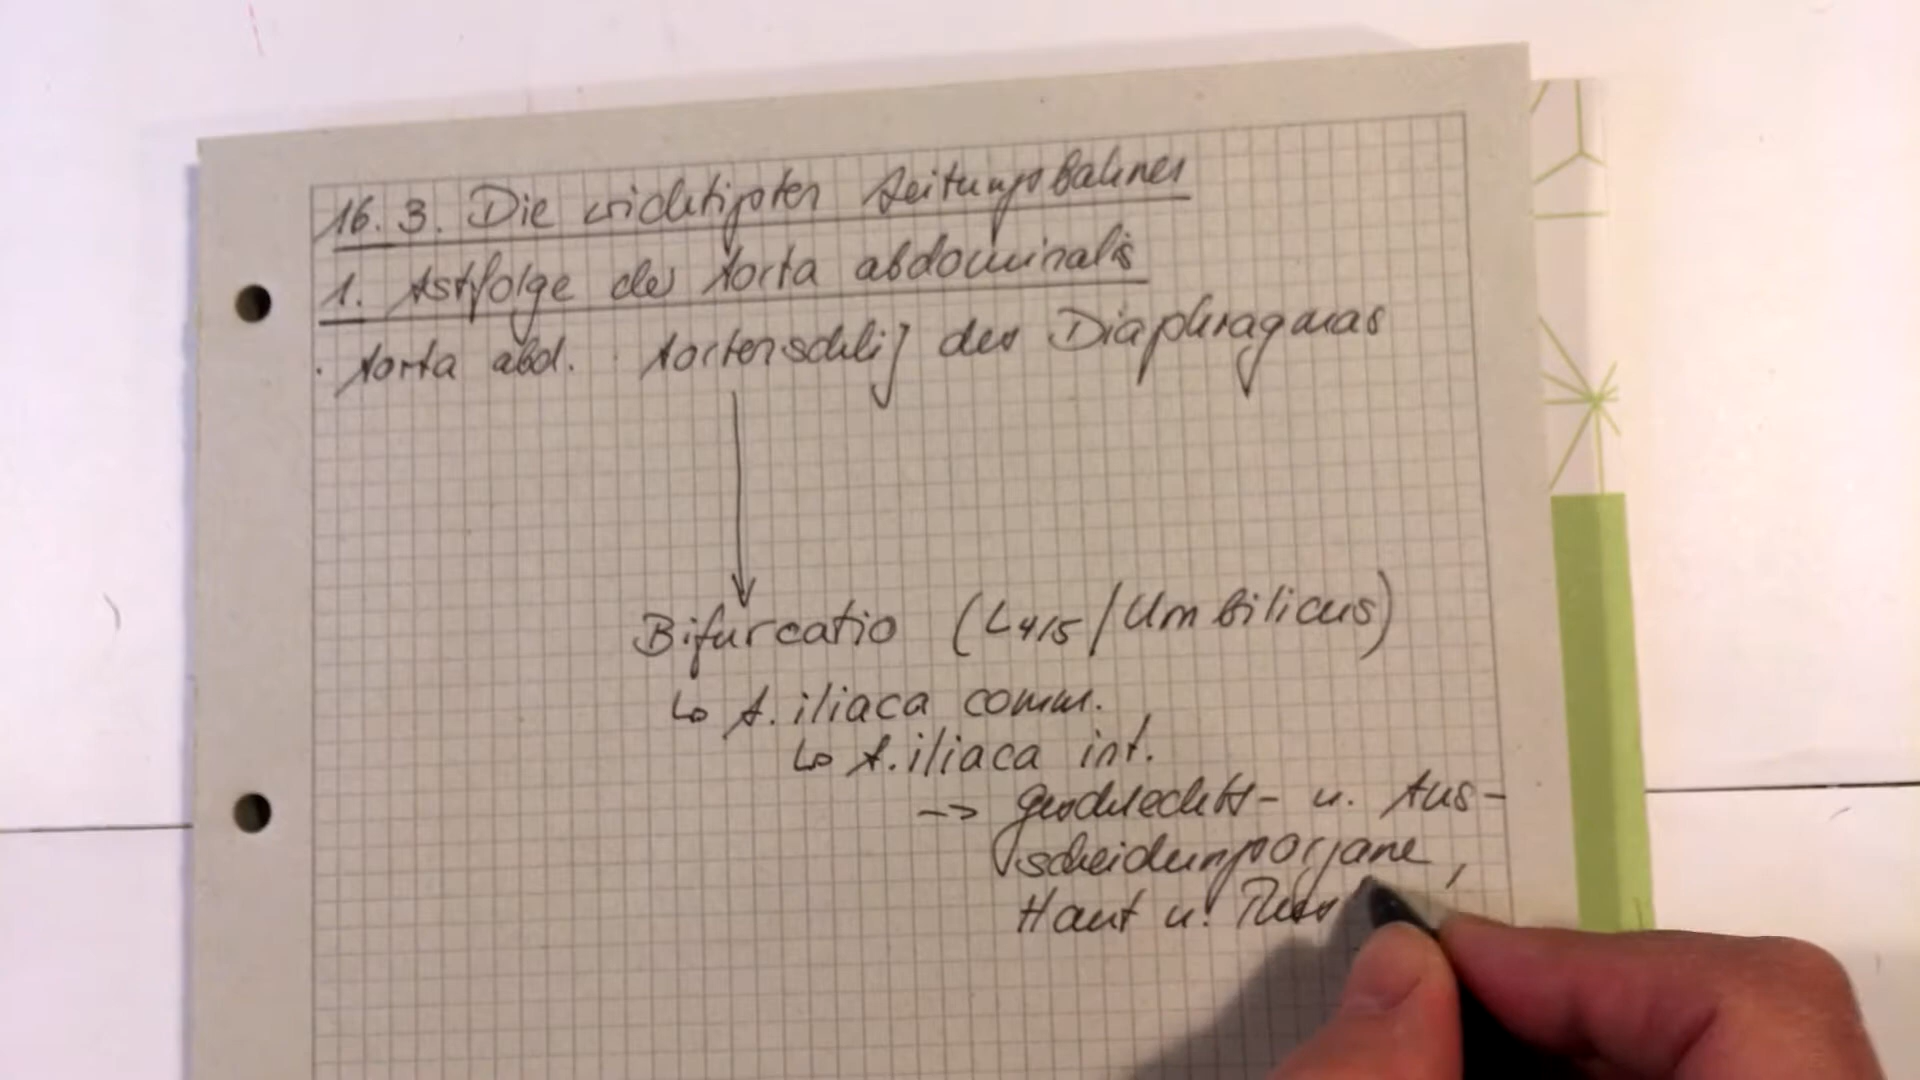 16. 3. Die wichtigsten Leitungsbahnen
1. Astfolge der Aorta abdominalis
· Aorta abd. : Aortenschlitz des Diaphragmas
Bifurcatio (L4/5/Umbilicus)
↳ A. iliaca comm.
↳ A. iliaca int.
-> Geschlechts- u. Aus-
scheidungsorgane,
Haut u.